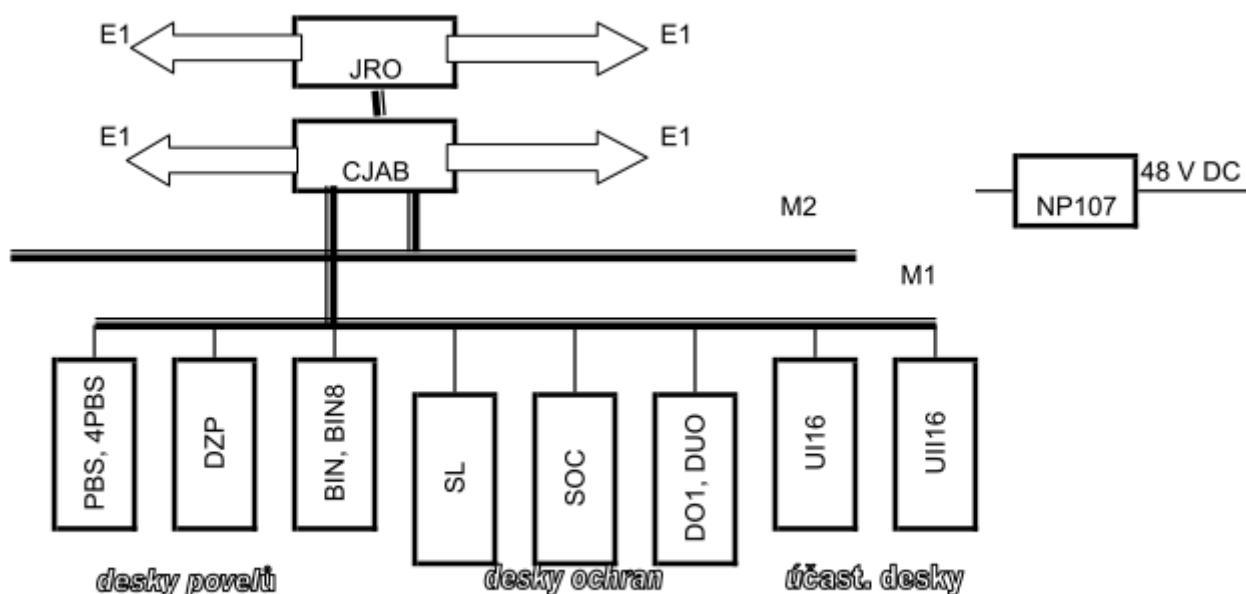 E1 E1
JRO
E1 E1
CJAB
48 V DC
NP107
M2
M1
PBS, 4PBS
DZP
BIN, BIN8
SL
SOC
DO1, DUO
UI16
UII16
desky povelů desky ochran účast. desky